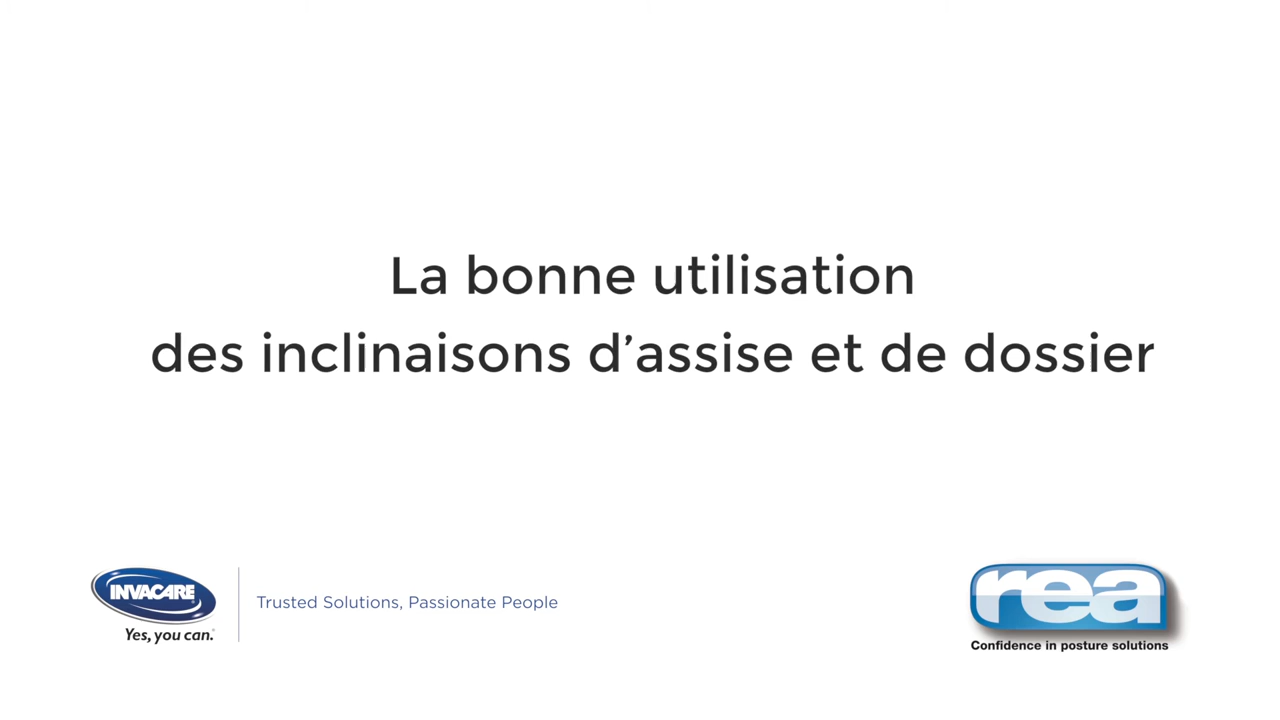 La bonne utilisation
des inclinaisons d’assise et de dossier
INVACARE®
Yes, you can.®
Trusted Solutions, Passionate People
rea
Confidence in posture solutions